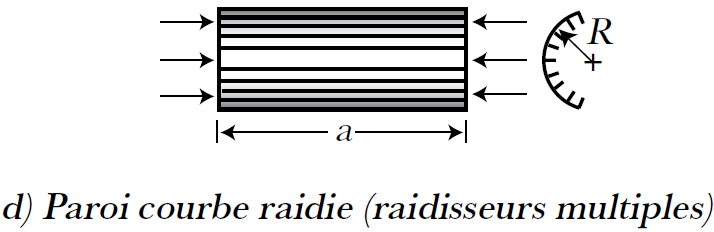 R
a
d) Paroi courbe raidie (raidisseurs multiples)